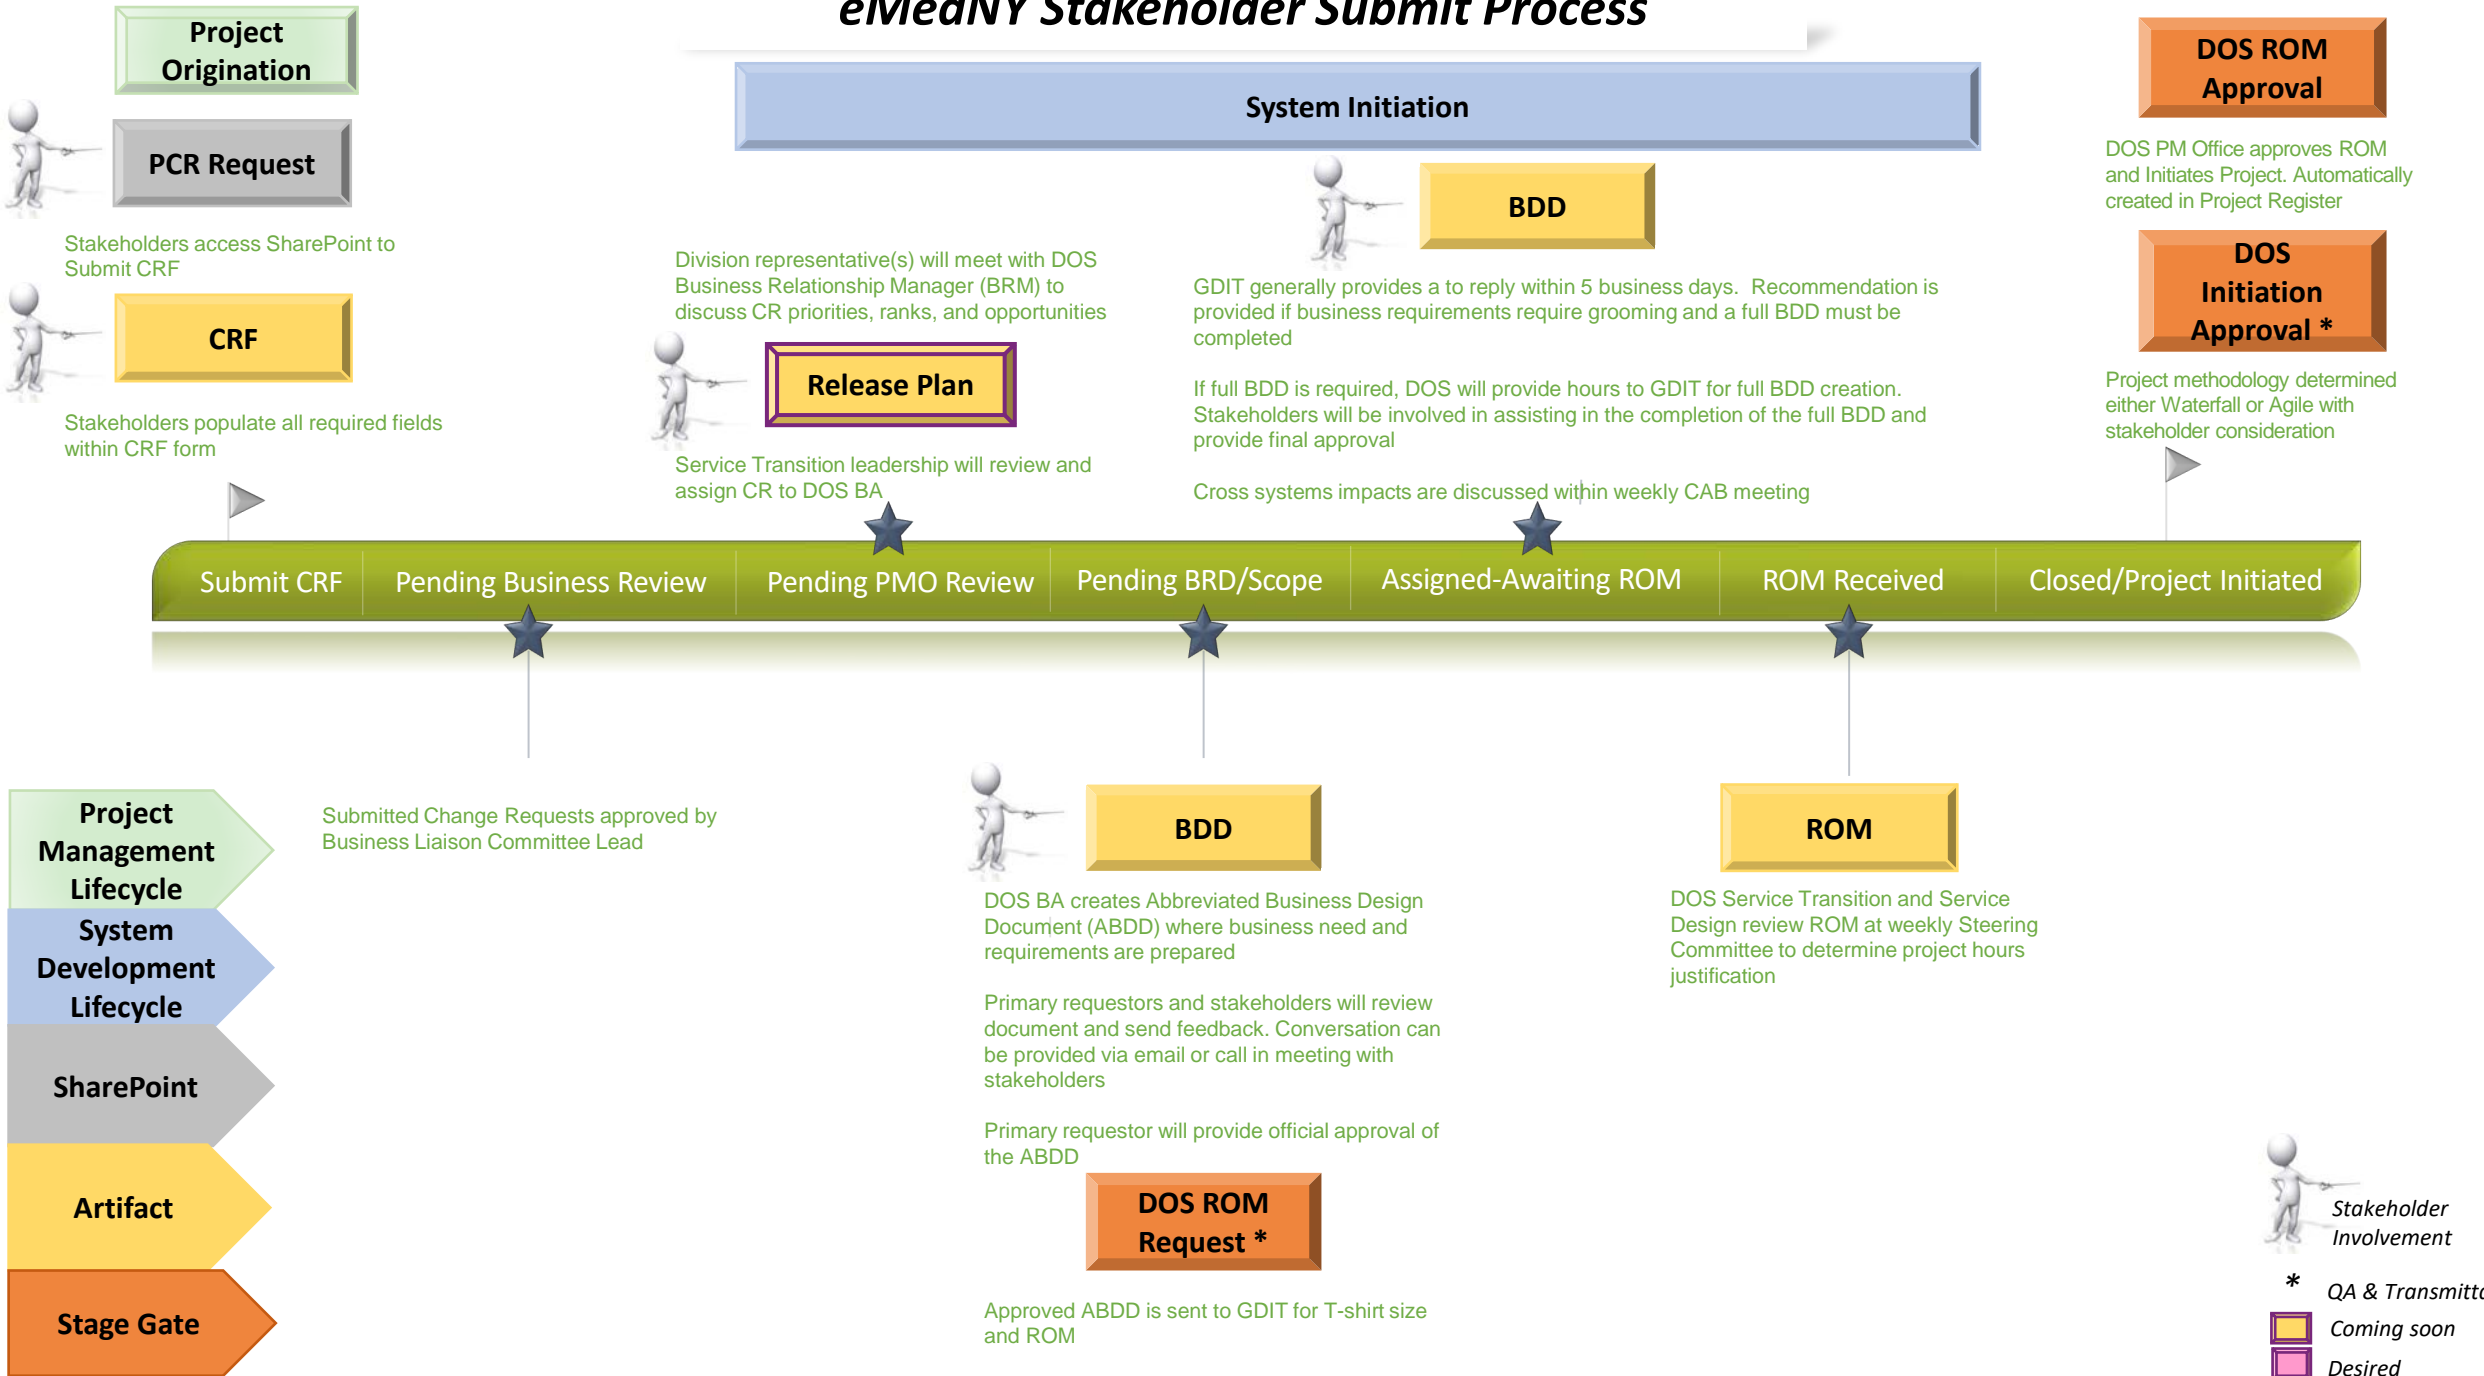 eMedNY Stakeholder Submit Process
Project
Origination
PCR Request
Stakeholders access SharePoint to
Submit CRF
CRF
Stakeholders populate all required fields
within CRF form
System Initiation
Division representative(s) will meet with DOS
Business Relationship Manager (BRM) to
discuss CR priorities, ranks, and opportunities
Release Plan
Service Transition leadership will review and
assign CR to DOS BA
BDD
GDIT generally provides a to reply within 5 business days.  Recommendation is
provided if business requirements require grooming and a full BDD must be
completed
If full BDD is required, DOS will provide hours to GDIT for full BDD creation.
Stakeholders will be involved in assisting in the completion of the full BDD and
provide final approval
Cross systems impacts are discussed within weekly CAB meeting
DOS ROM
Approval
DOS PM Office approves ROM
and Initiates Project. Automatically
created in Project Register
DOS
Initiation
Approval *
Project methodology determined
either Waterfall or Agile with
stakeholder consideration
Submit CRF
Pending Business Review
Pending PMO Review
Pending BRD/Scope
Assigned-Awaiting ROM
ROM Received
Closed/Project Initiated
Project
Management
Lifecycle
System
Development
Lifecycle
SharePoint
Artifact
Stage Gate
Submitted Change Requests approved by
Business Liaison Committee Lead
BDD
DOS BA creates Abbreviated Business Design
Document (ABDD) where business need and
requirements are prepared
Primary requestors and stakeholders will review
document and send feedback. Conversation can
be provided via email or call in meeting with
stakeholders
Primary requestor will provide official approval of
the ABDD
DOS ROM
Request *
Approved ABDD is sent to GDIT for T-shirt size
and ROM
ROM
DOS Service Transition and Service
Design review ROM at weekly Steering
Committee to determine project hours
justification
Stakeholder
Involvement
* QA & Transmitta
Coming soon
Desired